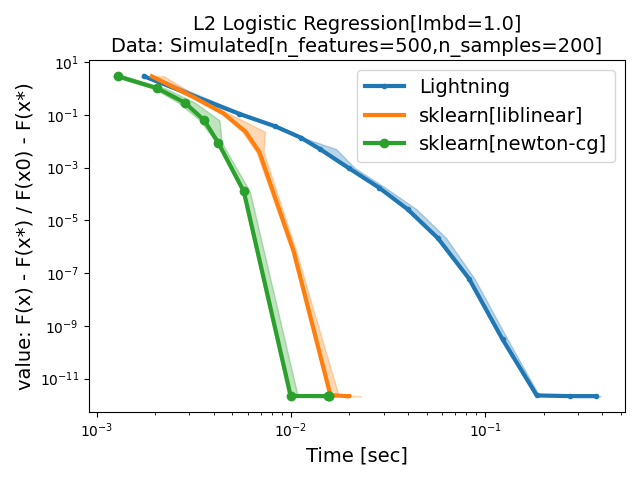 L2 Logistic Regression[lmbd=1.0]
Data: Simulated[n_features=500,n_samples=200]
value: F(x) - F(x*) / F(x0) - F(x*)
10¹
10⁻¹
10⁻³
10⁻⁵
10⁻⁷
10⁻⁹
10⁻¹¹
Lightning
sklearn[liblinear]
sklearn[newton-cg]
10⁻³
10⁻²
10⁻¹
Time [sec]